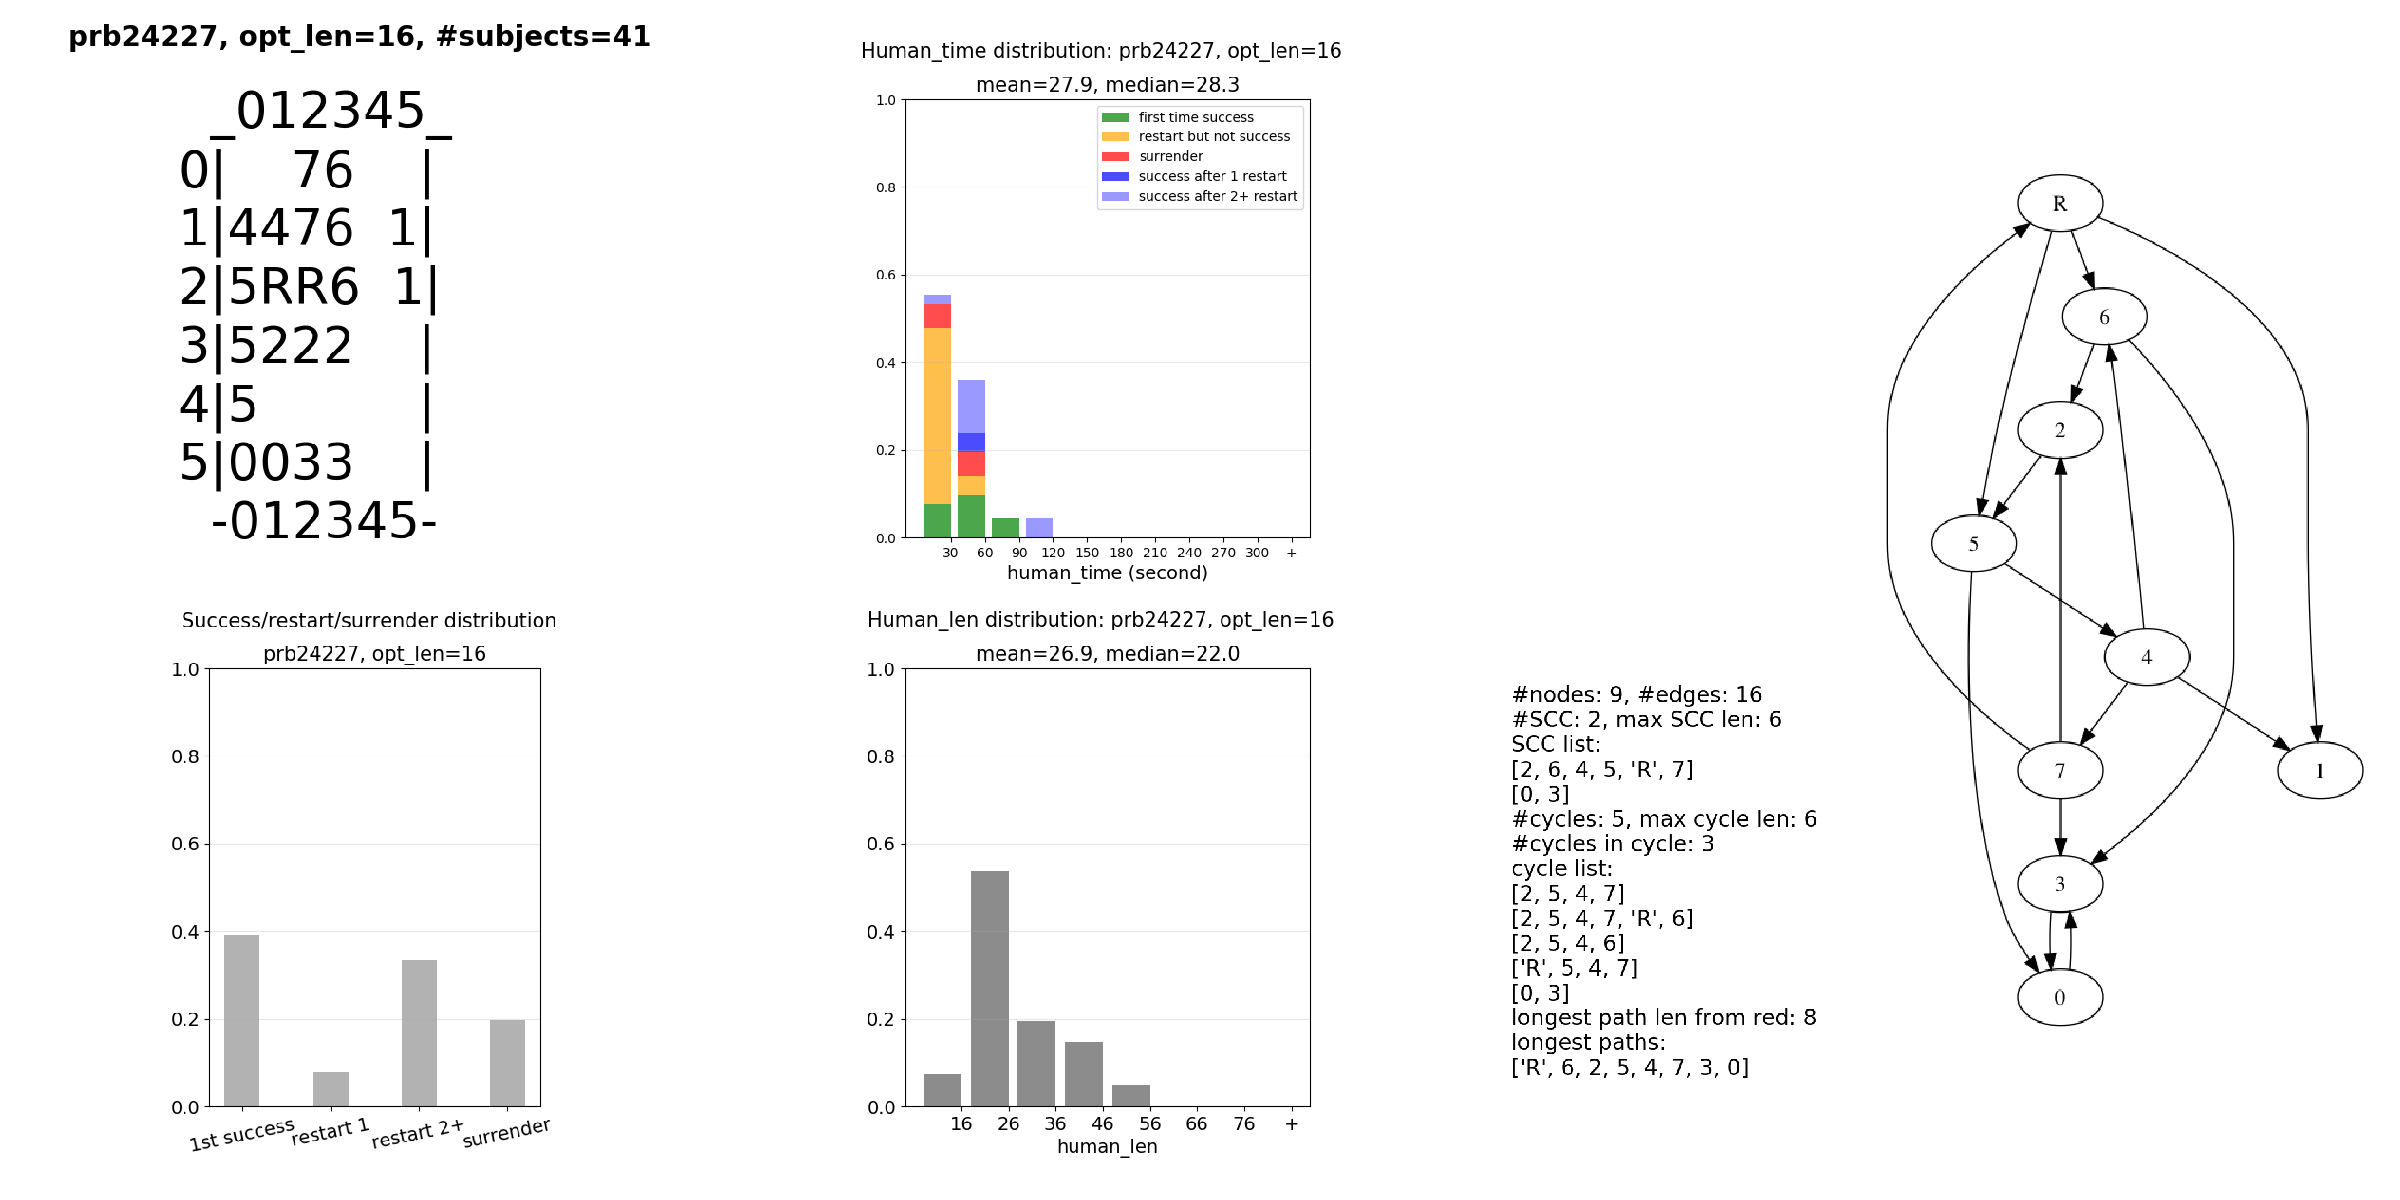 prb24227, opt_len=16, #subjects=41
_012345_
0|  76  |
1|4476 1|
2|5RR6 1|
3|5222  |
4|5     |
5|0033  |
-012345-
Human_time distribution: prb24227, opt_len=16
mean=27.9, median=28.3
first time success
restart but not success
surrender
success after 1 restart
success after 2+ restart
1.0
0.8
0.6
0.4
0.2
0.0
30 60 90 120 150 180 210 240 270 300 +
human_time (second)
Success/restart/surrender distribution
prb24227, opt_len=16
1.0
0.8
0.6
0.4
0.2
0.0
1st success restart 1 restart 2+ surrender
Human_len distribution: prb24227, opt_len=16
mean=26.9, median=22.0
1.0
0.8
0.6
0.4
0.2
0.0
16 26 36 46 56 66 76 +
human_len
#nodes: 9, #edges: 16
#SCC: 2, max SCC len: 6
SCC list:
[2, 6, 4, 5, 'R', 7]
[0, 3]
#cycles: 5, max cycle len: 6
#cycles in cycle: 3
cycle list:
[2, 5, 4, 7]
[2, 5, 4, 7, 'R', 6]
[2, 5, 4, 6]
['R', 5, 4, 7]
[0, 3]
longest path len from red: 8
longest paths:
['R', 6, 2, 5, 4, 7, 3, 0]
R
6
2
5
4
7
1
3
0